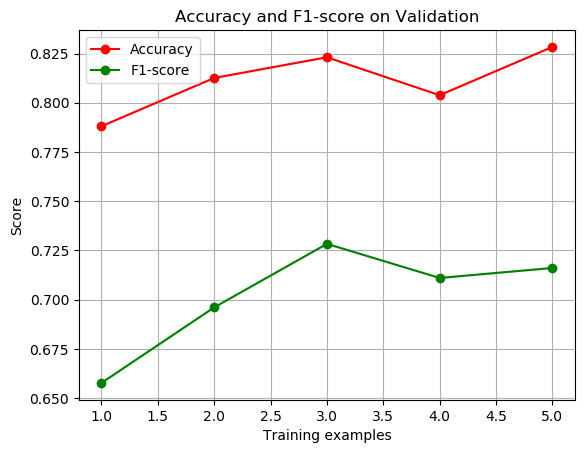 Accuracy and F1-score on Validation
Accuracy
F1-score
Score
0.825
0.800
0.775
0.750
0.725
0.700
0.675
0.650
1.0 1.5 2.0 2.5 3.0 3.5 4.0 4.5 5.0
Training examples